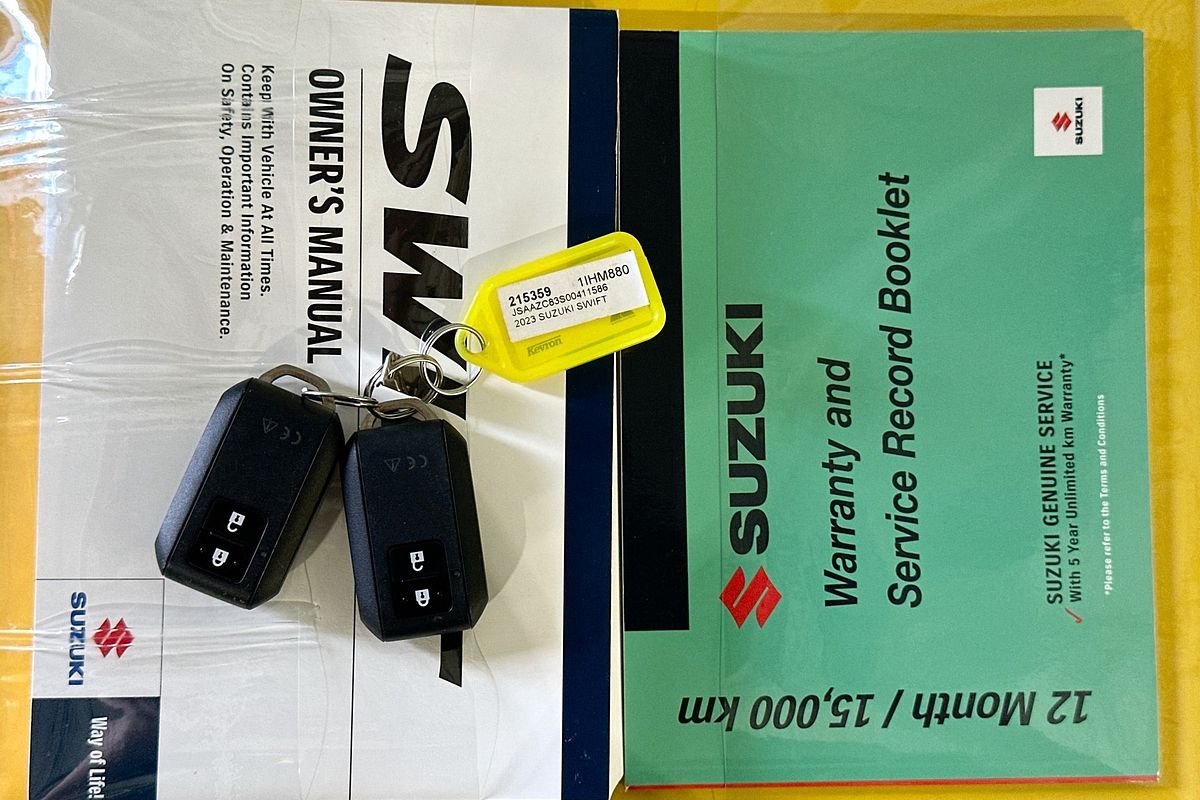 SW
OWNER'S MANUAL
Keep With Vehicle At All Times.
Contains Important Information
On Safety, Operation & Maintenance.
SUZUKI
Way of Life!
215359 1IHM880
JSAAZC83S00411586
2023 SUZUKI SWIFT
Kevron
CE
CE
SUZUKI
SUZUKI
Warranty and
Service Record Booklet
SUZUKI GENUINE SERVICE
✓ With 5 Year Unlimited km Warranty*
*Please refer to the Terms and Conditions
12 Month / 15,000 km